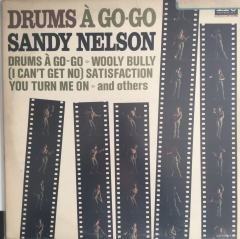 DRUMS À GO-GO
SANDY NELSON
DRUMS À GO-GO • WOOLY BULLY
(I CAN'T GET NO) SATISFACTION
YOU TURN ME ON • and others